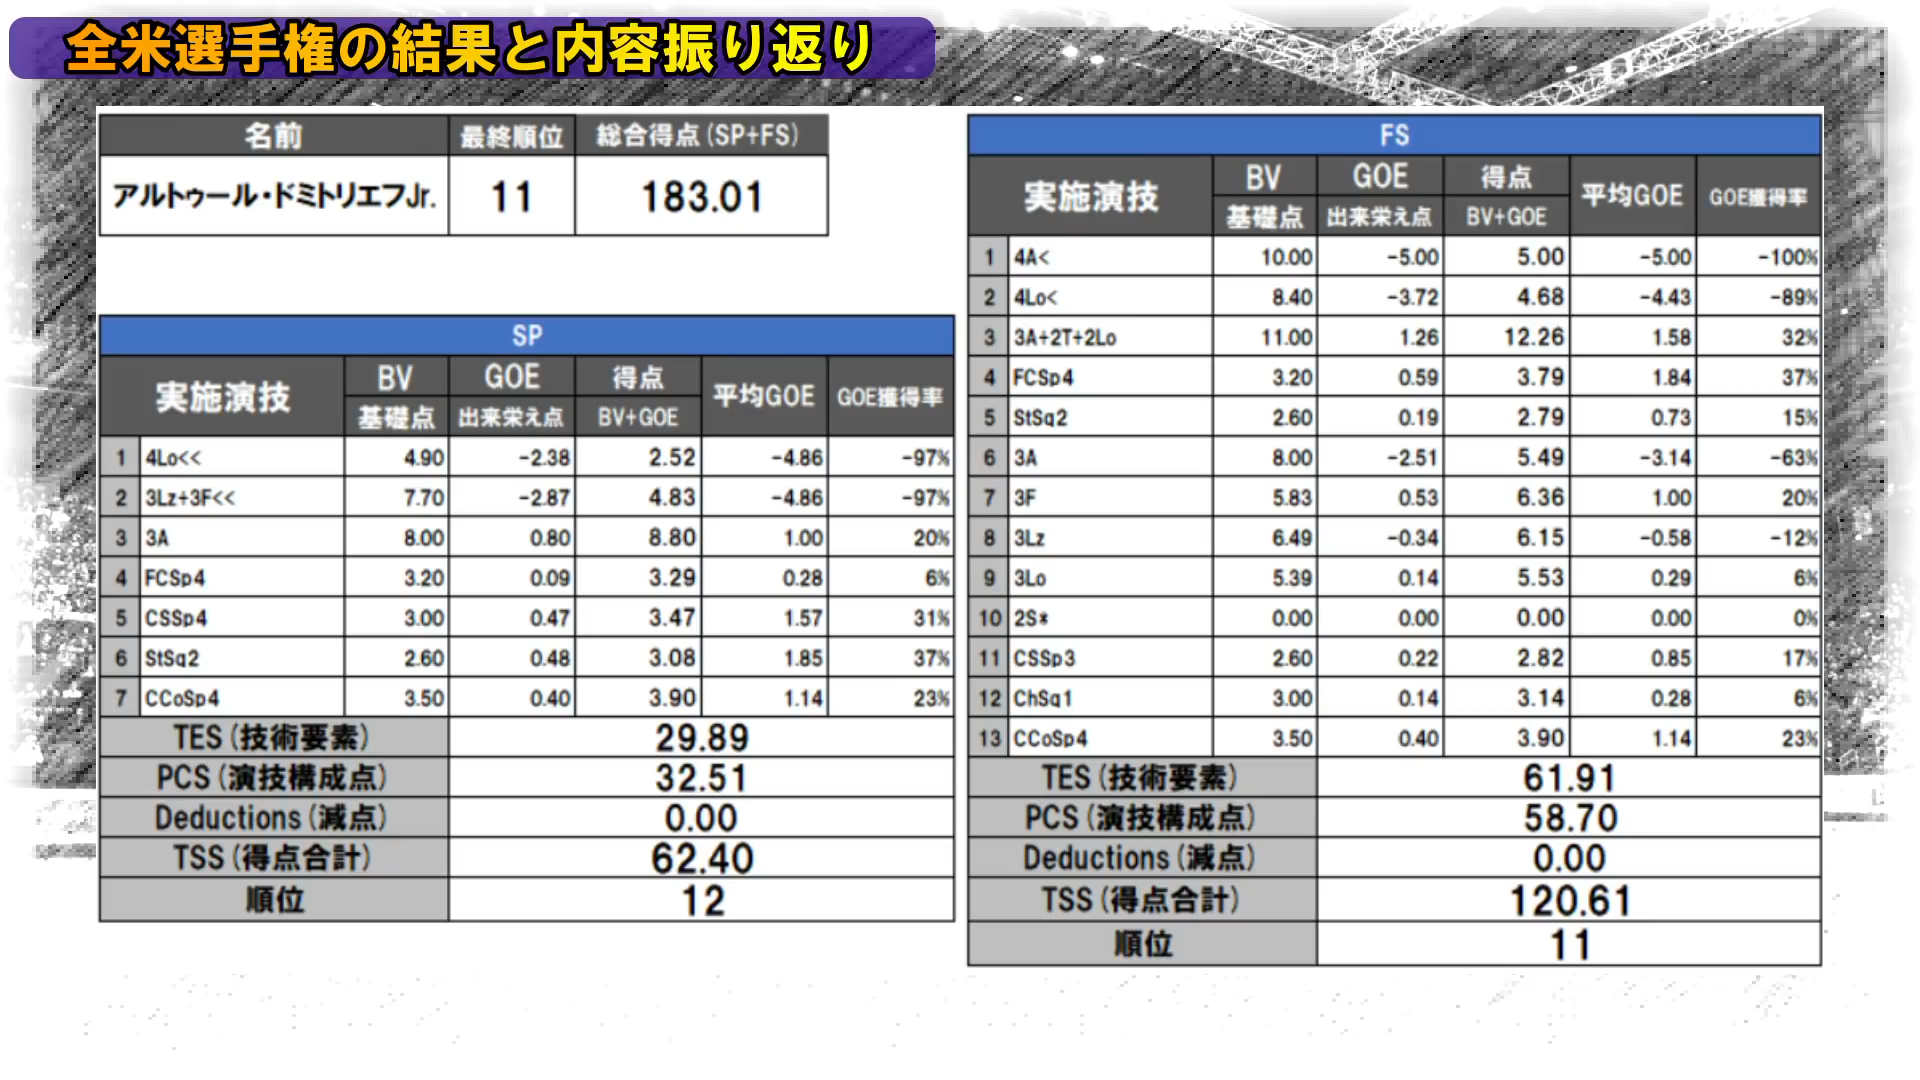 全米選手権の結果と内容振り返り
名前 最終順位 総合得点(SP+FS)
アルトゥール・ドミトリエフJr. 11 183.01
SP
実施演技 BV GOE 得点 平均GOE GOE獲得率
基礎点 出来栄え点 BV+GOE
1 4Lo<< 4.90 -2.38 2.52 -4.86 -97%
2 3Lz+3F<< 7.70 -2.87 4.83 -4.86 -97%
3 3A 8.00 0.80 8.80 1.00 20%
4 FCSp4 3.20 0.09 3.29 0.28 6%
5 CSSp4 3.00 0.47 3.47 1.57 31%
6 StSq2 2.60 0.48 3.08 1.85 37%
7 CCoSp4 3.50 0.40 3.90 1.14 23%
TES(技術要素) 29.89
PCS(演技構成点) 32.51
Deductions(減点) 0.00
TSS(得点合計) 62.40
順位 12
FS
実施演技 BV GOE 得点 平均GOE GOE獲得率
基礎点 出来栄え点 BV+GOE
1 4A< 10.00 -5.00 5.00 -5.00 -100%
2 4Lo< 8.40 -3.72 4.68 -4.43 -89%
3 3A+2T+2Lo 11.00 1.26 12.26 1.58 32%
4 FCSp4 3.20 0.59 3.79 1.84 37%
5 StSq2 2.60 0.19 2.79 0.73 15%
6 3A 8.00 -2.51 5.49 -3.14 -63%
7 3F 5.83 0.53 6.36 1.00 20%
8 3Lz 6.49 -0.34 6.15 -0.58 -12%
9 3Lo 5.39 0.14 5.53 0.29 6%
10 2S* 0.00 0.00 0.00 0.00 0%
11 CSSp3 2.60 0.22 2.82 0.85 17%
12 ChSq1 3.00 0.14 3.14 0.28 6%
13 CCoSp4 3.50 0.40 3.90 1.14 23%
TES(技術要素) 61.91
PCS(演技構成点) 58.70
Deductions(減点) 0.00
TSS(得点合計) 120.61
順位 11